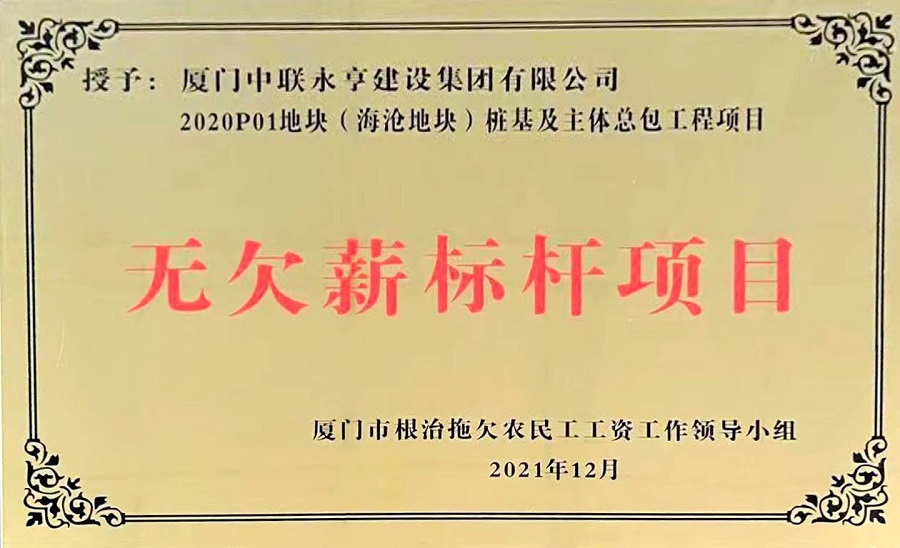 授予：厦门中联永亨建设集团有限公司
2020P01地块（海沧地块）桩基及主体总包工程项目
无欠薪标杆项目
厦门市根治拖欠农民工工资工作领导小组
2021年12月